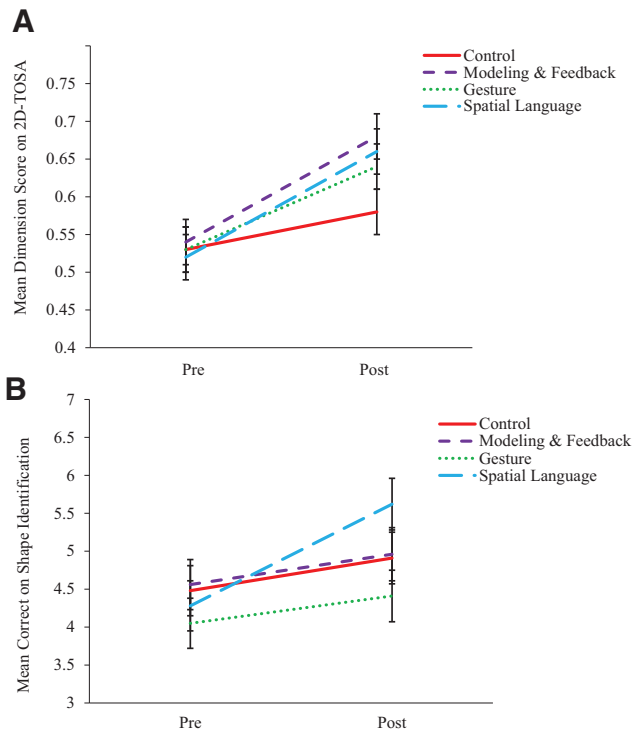 A
Mean Dimension Score on 2D-TOSA
0.75
0.7
0.65
0.6
0.55
0.5
0.45
0.4
Pre
Post
Control
Modeling & Feedback
Gesture
Spatial Language
B
Mean Correct on Shape Identification
7
6.5
6
5.5
5
4.5
4
3.5
3
Pre
Post
Control
Modeling & Feedback
Gesture
Spatial Language